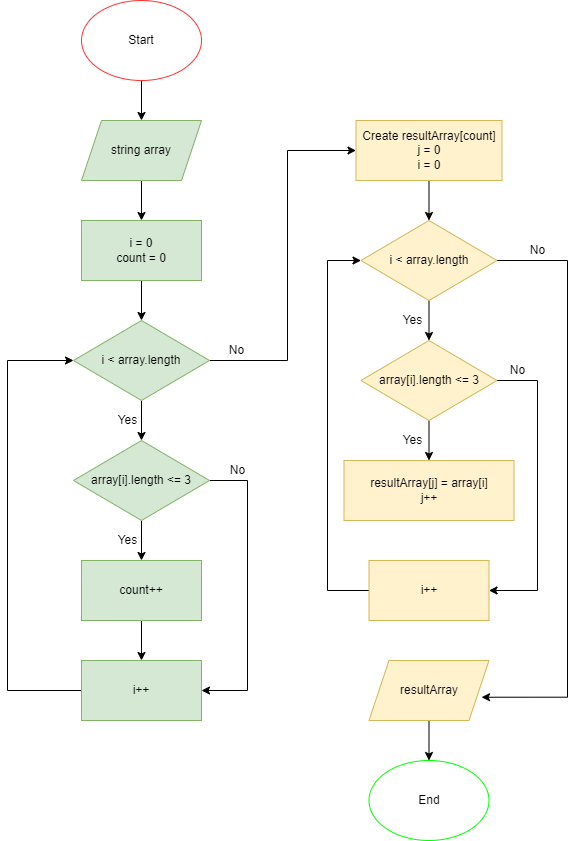 Start
string array
i = 0
count = 0
i < array.length
No
Yes
array[i].length <= 3
No
Yes
count++
i++
Create resultArray[count]
j = 0
i = 0
i < array.length
No
Yes
array[i].length <= 3
No
Yes
resultArray[j] = array[i]
j++
i++
resultArray
End